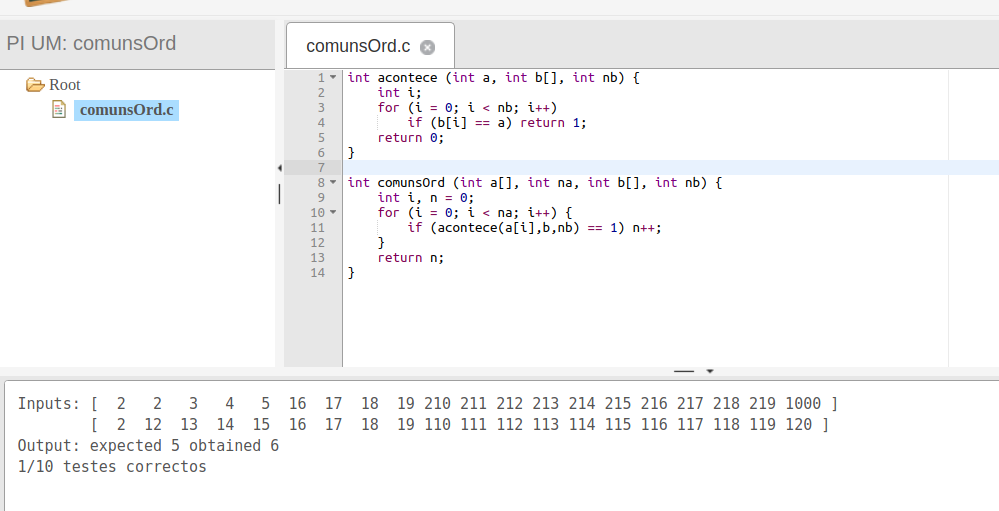 PI UM: comunsOrd
Root
comunsOrd.c
comunsOrd.c
1 int acontece (int a, int b[], int nb) {
2     int i;
3     for (i = 0; i < nb; i++)
4         if (b[i] == a) return 1;
5     return 0;
6 }
7
8 int comunsOrd (int a[], int na, int b[], int nb) {
9     int i, n = 0;
10     for (i = 0; i < na; i++) {
11         if (acontece(a[i],b,nb) == 1) n++;
12     }
13     return n;
14 }
Inputs: [  2   2   3   4   5  16  17  18  19 210 211 212 213 214 215 216 217 218 219 1000 ]
[  2  12  13  14  15  16  17  18  19 110 111 112 113 114 115 116 117 118 119 120 ]
Output: expected 5 obtained 6
1/10 testes correctos